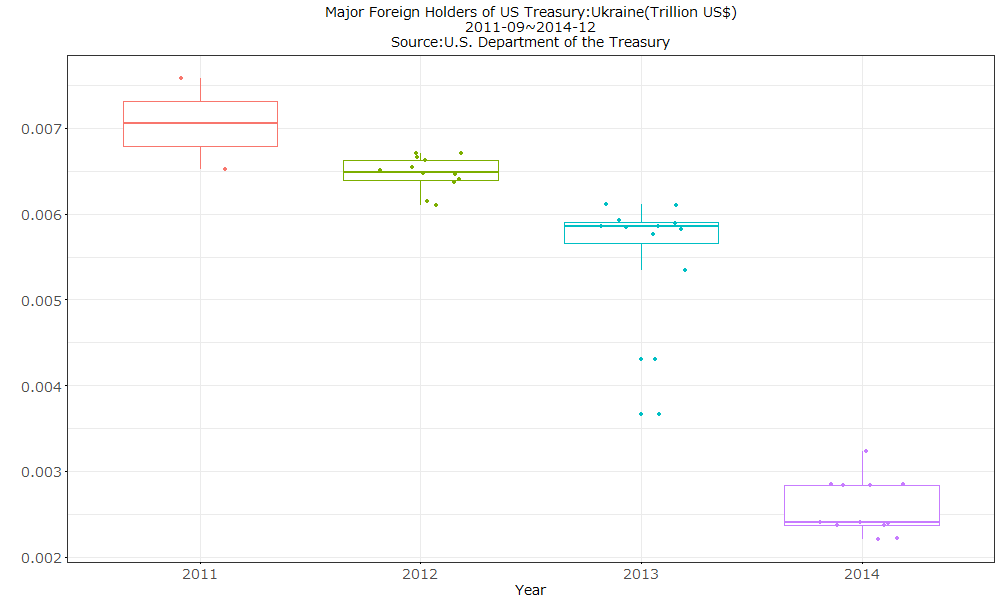 Major Foreign Holders of US Treasury:Ukraine(Trillion US$)
2011-09~2014-12
Source:U.S. Department of the Treasury
0.007
0.006
0.005
0.004
0.003
0.002
2011 2012 2013 2014
Year